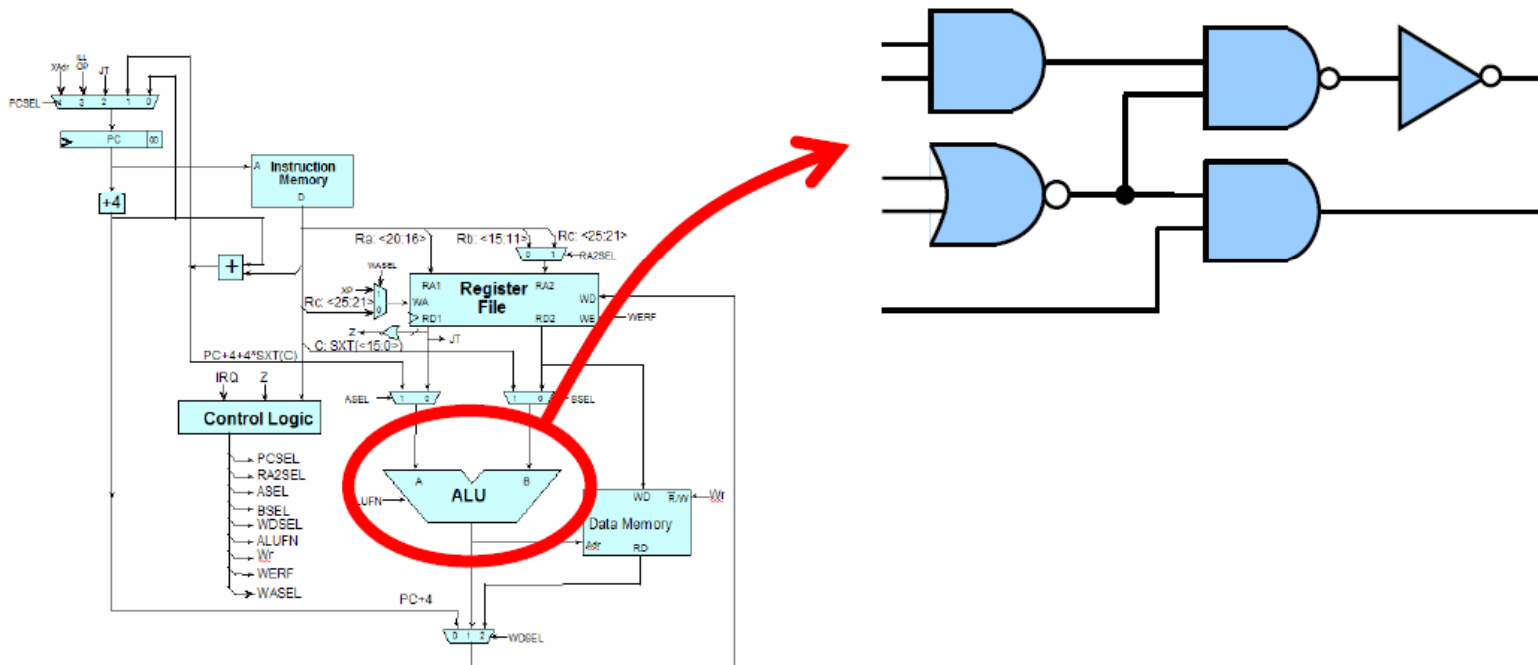 XAdr
ILL
OP
JT
PCSEL
4 3 2 1 0
PC
00
A
Instruction
Memory
D
+4
Ra: <20:16>
Rb: <15:11>
Rc: <25:21>
0 1
RA2SEL
+
WASEL
XP
Rc: <25:21>
1
0
RA1
Register
File
RA2
WA
WD
RD1
RD2
WE
WERF
Z
JT
C: SXT(<15:0>)
PC+4+4*SXT(C)
IRQ
Z
ASEL
1 0
1 0
BSEL
Control Logic
PCSEL
RA2SEL
ASEL
BSEL
WDSEL
ALUFN
Wr
WERF
WASEL
A
ALU
B
LUFN
WD
R/W
Wr
Data Memory
Adr
RD
PC+4
0 1 2
WDSEL